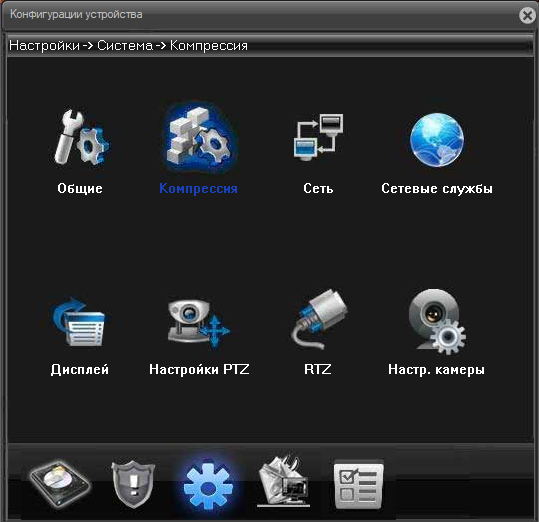 Конфигурации устройства
Настройки -> Система -> Компрессия
Общие
Компрессия
Сеть
Сетевые службы
Дисплей
Настройки PTZ
RTZ
Настр. камеры